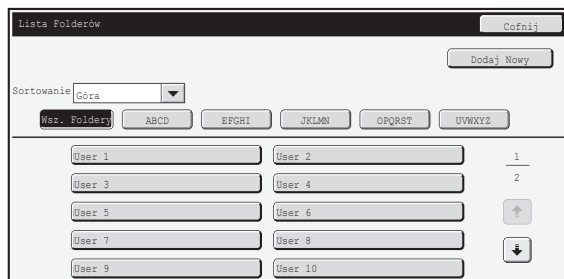 Lista Folderów
Cofnij
Dodaj Nowy
Sortowanie Góra
Wsz. Foldery ABCD EFGHI JKLMN OPQRST UVWXYZ
User 1 User 2 1
User 3 User 4 2
User 5 User 6
User 7 User 8
User 9 User 10